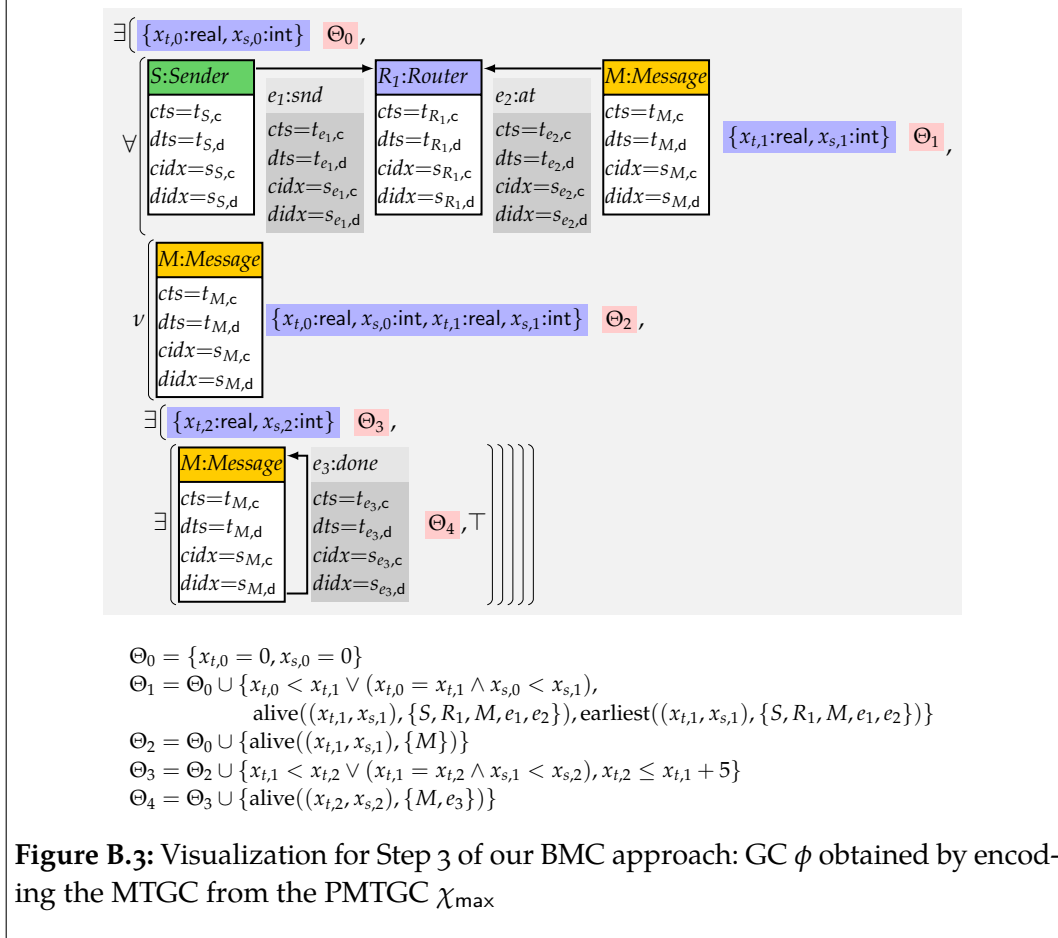 ∃( {x_{t,0}:real, x_{s,0}:int} Θ_0,
S:Sender R_1:Router M:Message
e_1:snd e_2:at
∀( cts=t_{S,c} cts=t_{e_1,c} cts=t_{R_1,c} cts=t_{e_2,c} cts=t_{M,c} {x_{t,1}:real, x_{s,1}:int} Θ_1,
dts=t_{S,d} dts=t_{e_1,d} dts=t_{R_1,d} dts=t_{e_2,d} dts=t_{M,d}
cidx=s_{S,c} cidx=s_{e_1,c} cidx=s_{R_1,c} cidx=s_{e_2,c} cidx=s_{M,c}
didx=s_{S,d} didx=s_{e_1,d} didx=s_{R_1,d} didx=s_{e_2,d} didx=s_{M,d}
M:Message
cts=t_{M,c}
ν( dts=t_{M,d} {x_{t,0}:real, x_{s,0}:int, x_{t,1}:real, x_{s,1}:int} Θ_2,
cidx=s_{M,c}
didx=s_{M,d}
∃( {x_{t,2}:real, x_{s,2}:int} Θ_3,
M:Message e_3:done
cts=t_{M,c} cts=t_{e_3,c}
∃( dts=t_{M,d} dts=t_{e_3,d} Θ_4, ⊤)))))
cidx=s_{M,c} cidx=s_{e_3,c}
didx=s_{M,d} didx=s_{e_3,d}
Θ_0 = {x_{t,0} = 0, x_{s,0} = 0}
Θ_1 = Θ_0 ∪ {x_{t,0} < x_{t,1} ∨ (x_{t,0} = x_{t,1} ∧ x_{s,0} < x_{s,1}),
alive((x_{t,1}, x_{s,1}), {S, R_1, M, e_1, e_2}), earliest((x_{t,1}, x_{s,1}), {S, R_1, M, e_1, e_2})}
Θ_2 = Θ_0 ∪ {alive((x_{t,1}, x_{s,1}), {M})}
Θ_3 = Θ_2 ∪ {x_{t,1} < x_{t,2} ∨ (x_{t,1} = x_{t,2} ∧ x_{s,1} < x_{s,2}), x_{t,2} ≤ x_{t,1} + 5}
Θ_4 = Θ_3 ∪ {alive((x_{t,2}, x_{s,2}), {M, e_3})}
Figure B.3: Visualization for Step 3 of our BMC approach: GC ϕ obtained by encod-
ing the MTGC from the PMTGC χ_max